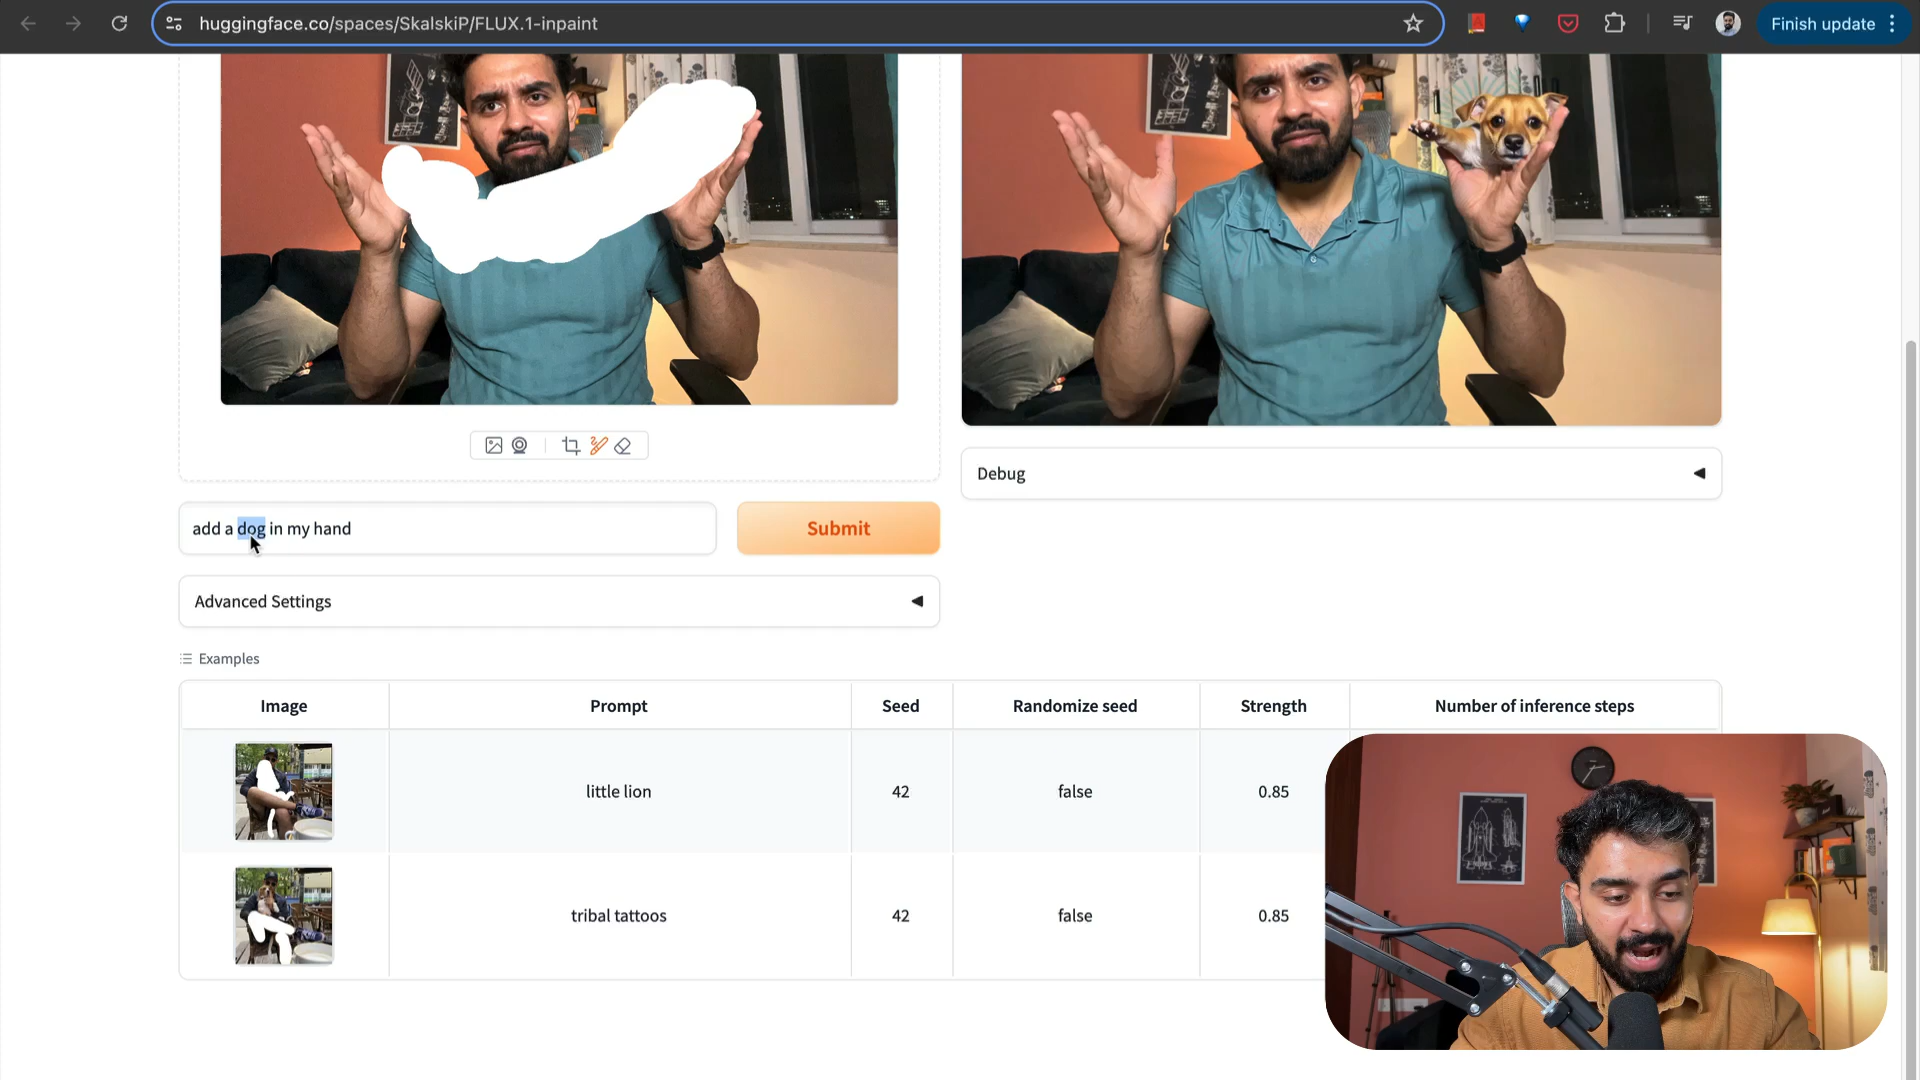 huggingface.co/spaces/SkalskiP/FLUX.1-inpaint
Finish update
Debug
add a dog in my hand
Submit
Advanced Settings
Examples
Image Prompt Seed Randomize seed Strength Number of inference steps
little lion 42 false 0.85
tribal tattoos 42 false 0.85